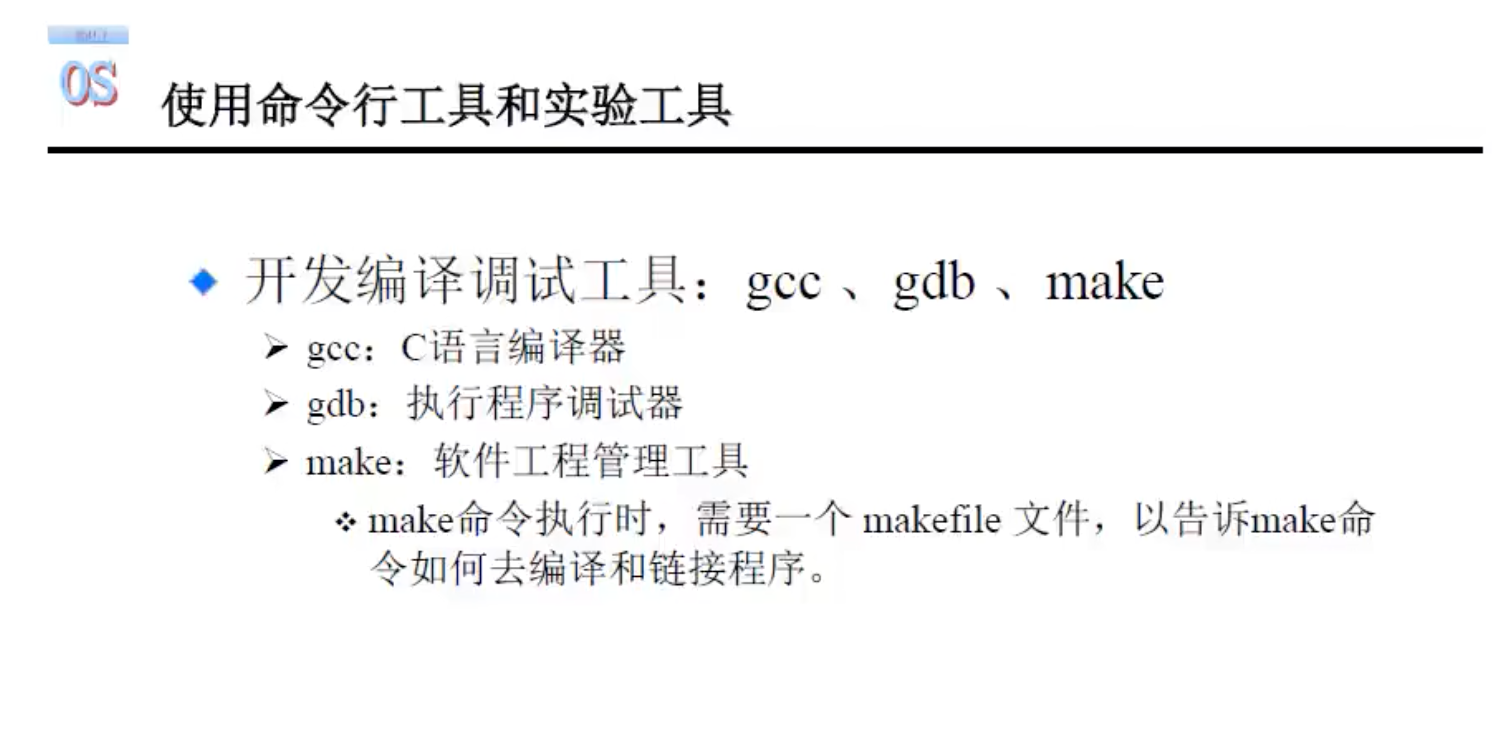 OS
使用命令行工具和实验工具
开发编译调试工具：gcc 、gdb 、make
gcc：C语言编译器
gdb：执行程序调试器
make：软件工程管理工具
make命令执行时，需要一个 makefile 文件，以告诉make命
令如何去编译和链接程序。